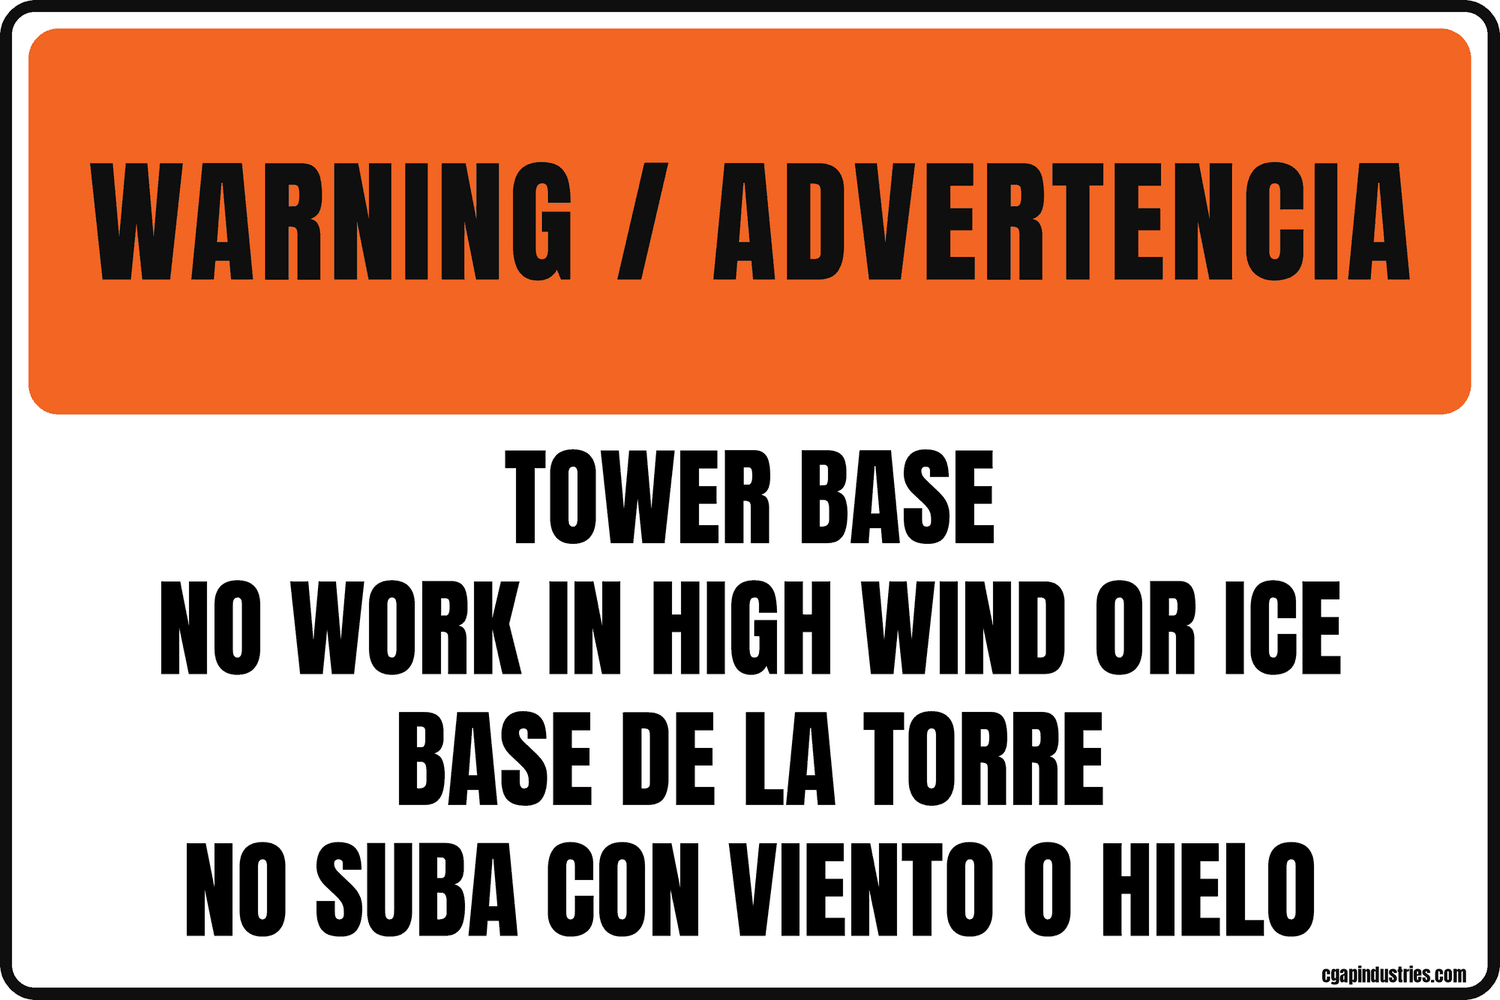 WARNING / ADVERTENCIA
TOWER BASE
NO WORK IN HIGH WIND OR ICE
BASE DE LA TORRE
NO SUBA CON VIENTO O HIELO
cgapindustries.com